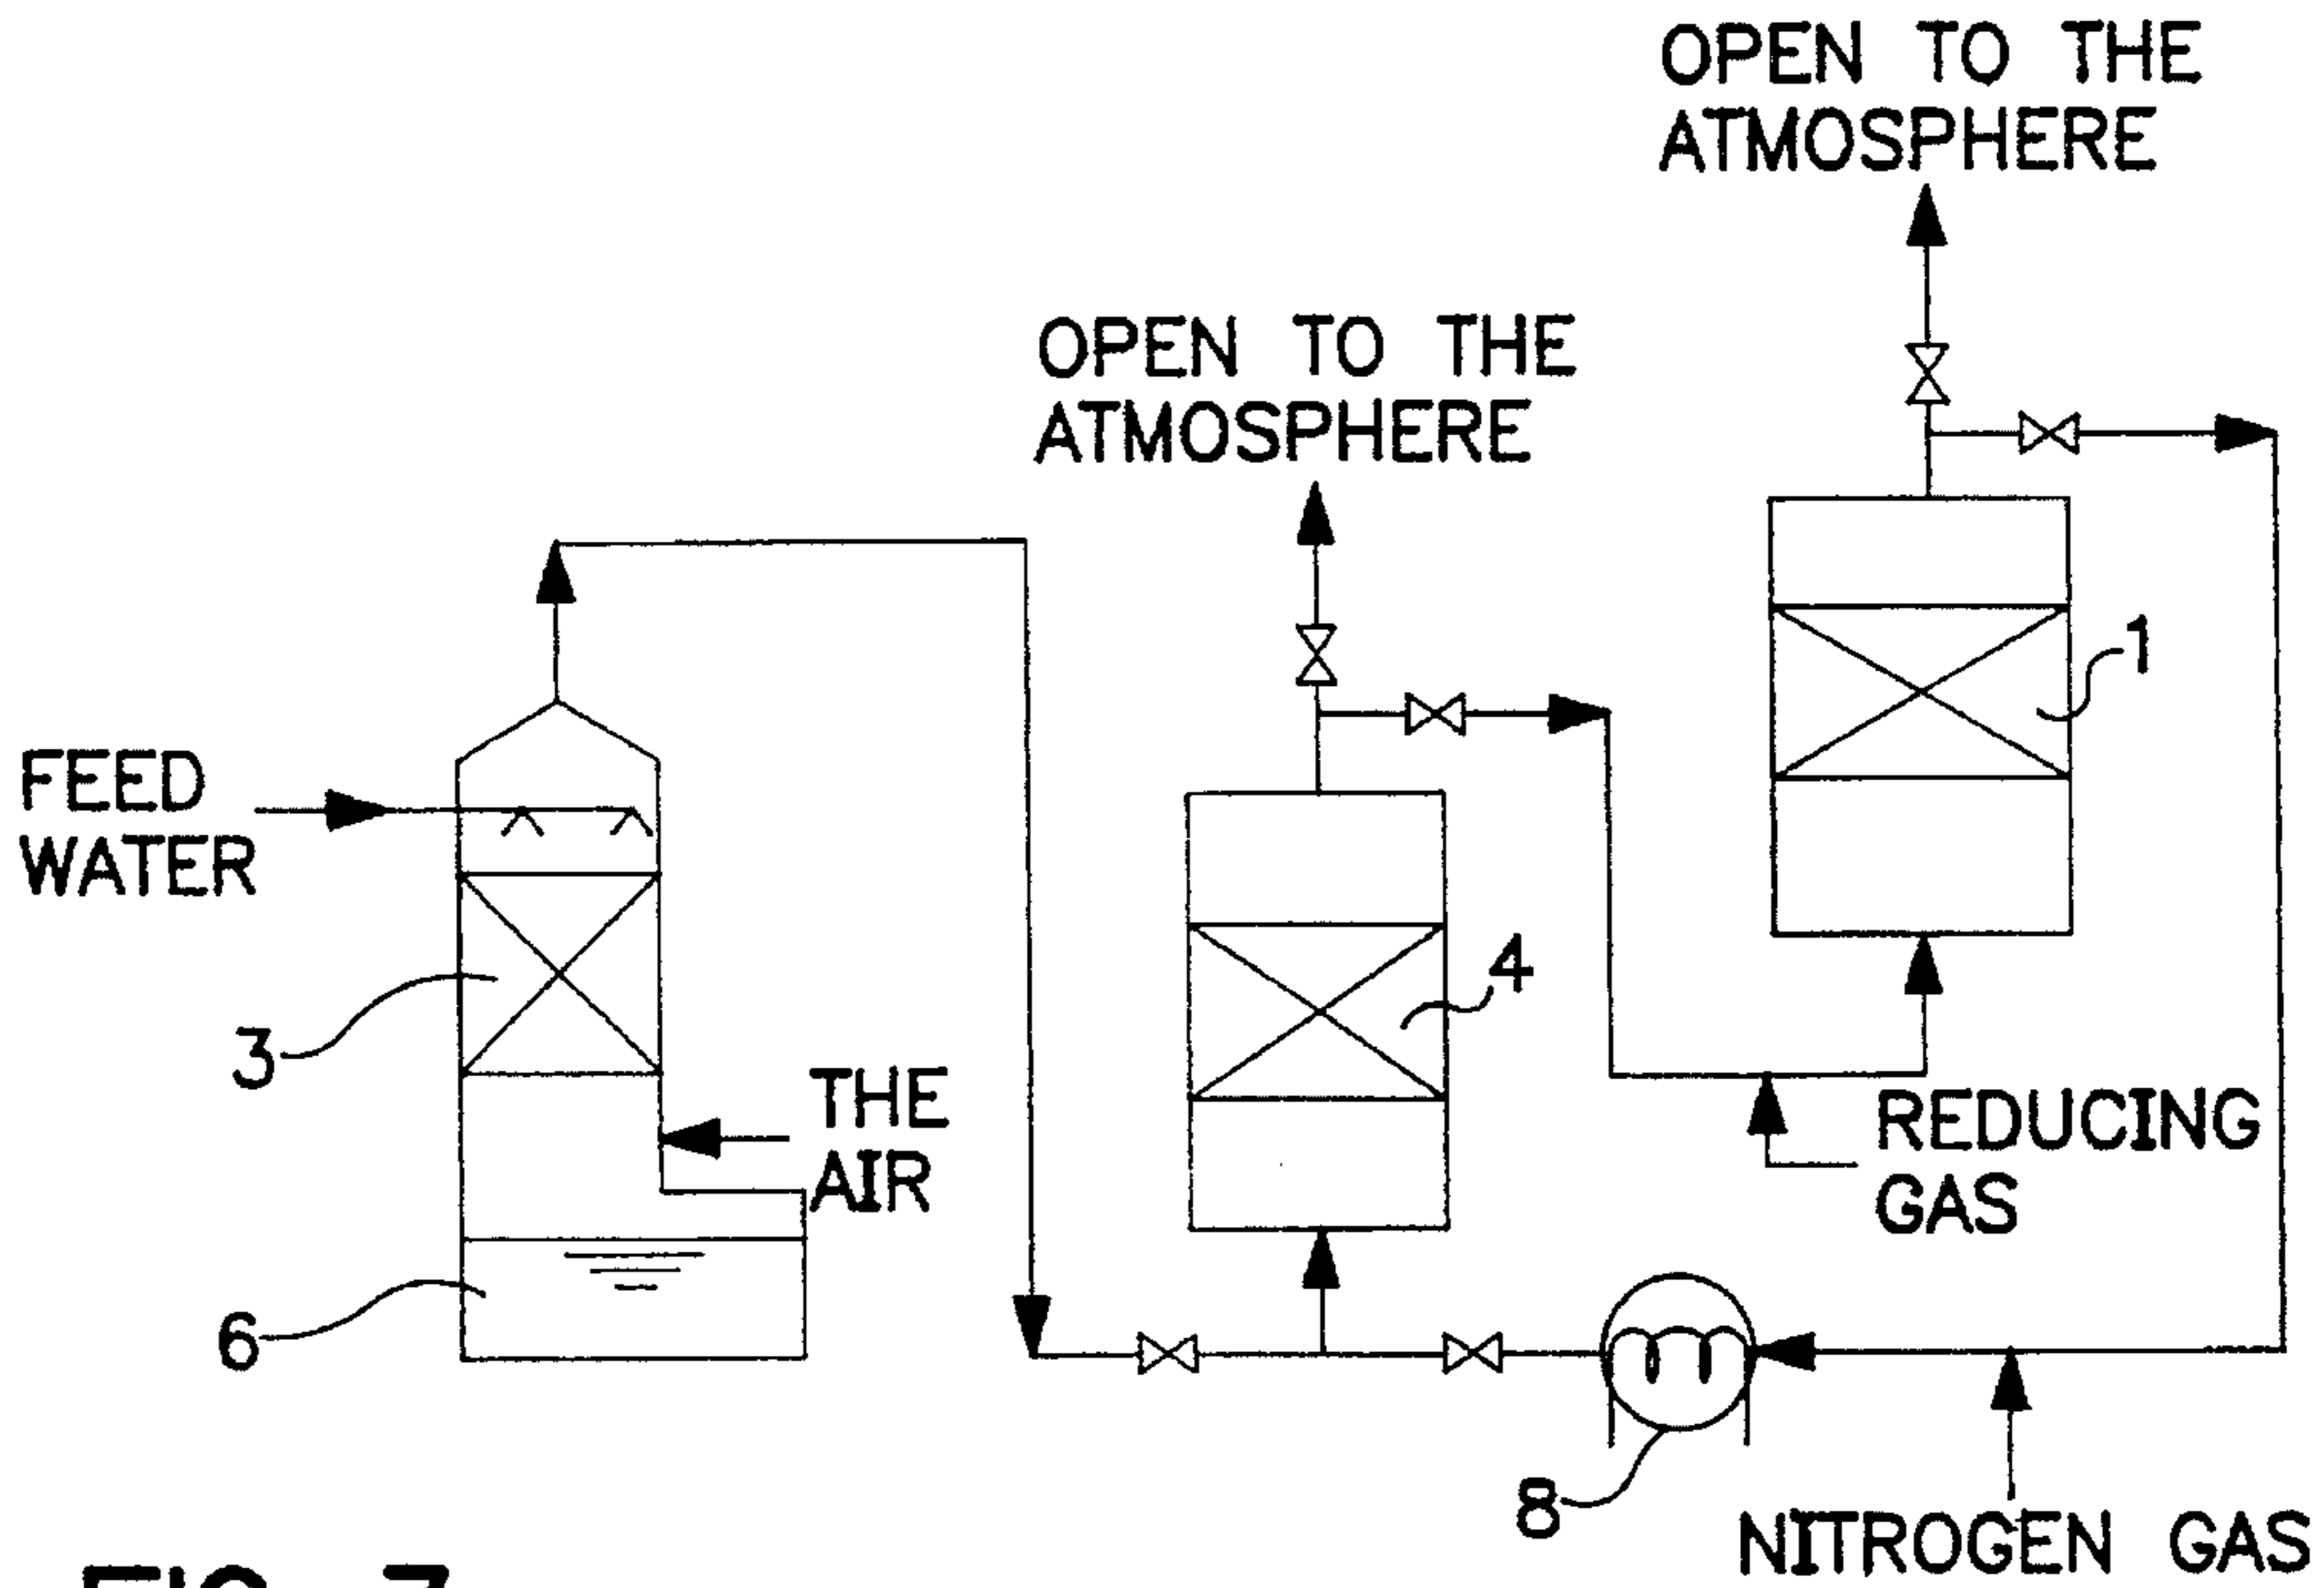 OPEN TO THE
ATMOSPHERE
OPEN TO THE
ATMOSPHERE
1
FEED
WATER
4
3
THE
AIR
REDUCING
GAS
6
8
NITROGEN GAS